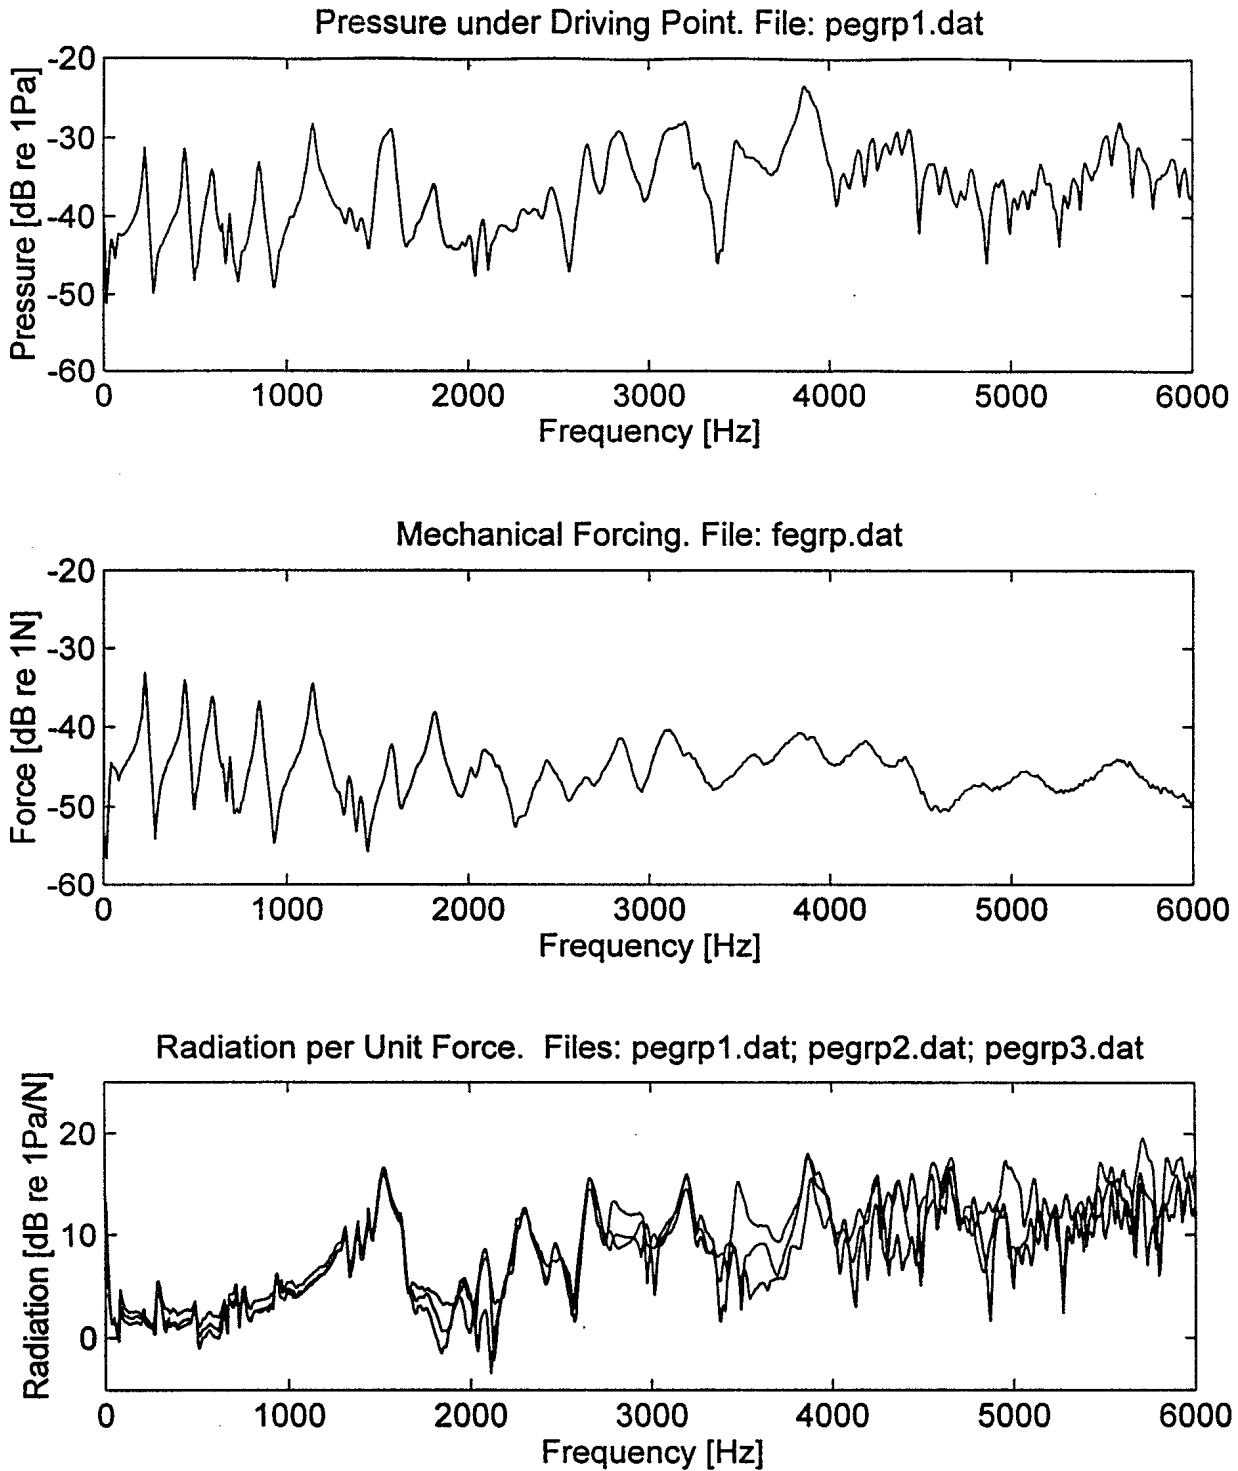 Pressure under Driving Point. File: pegrp1.dat
Pressure [dB re 1Pa]
-20
-30
-40
-50
-60
0 1000 2000 3000 4000 5000 6000
Frequency [Hz]
Mechanical Forcing. File: fegrp.dat
Force [dB re 1N]
-20
-30
-40
-50
-60
0 1000 2000 3000 4000 5000 6000
Frequency [Hz]
Radiation per Unit Force. Files: pegrp1.dat; pegrp2.dat; pegrp3.dat
Radiation [dB re 1Pa/N]
20
10
0
0 1000 2000 3000 4000 5000 6000
Frequency [Hz]